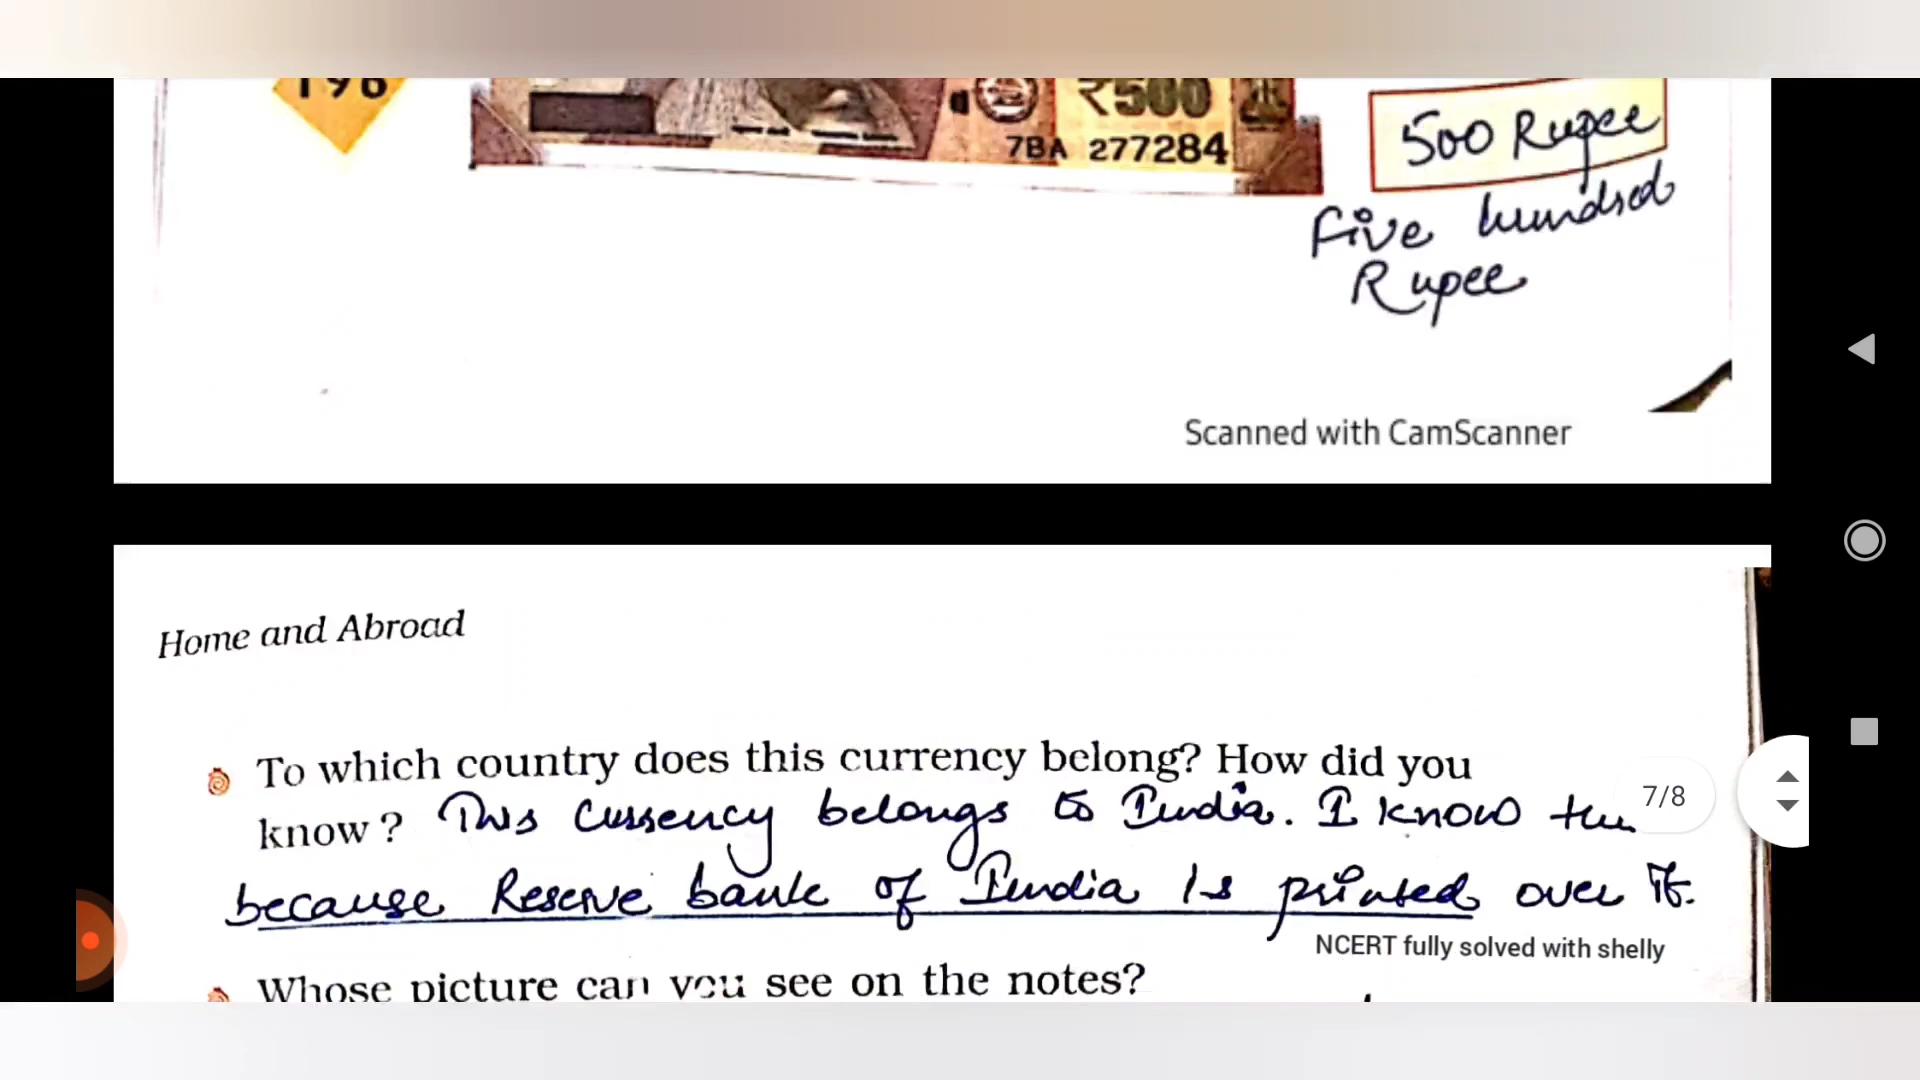 196
₹500
7BA 277284
500 Rupee
Five hundred
Rupee
Scanned with CamScanner
Home and Abroad
To which country does this currency belong? How did you
know? This currency belongs to India. I know
7/8
because Reserve bank of India is printed over it.
NCERT fully solved with shelly
Whose picture can you see on the notes?